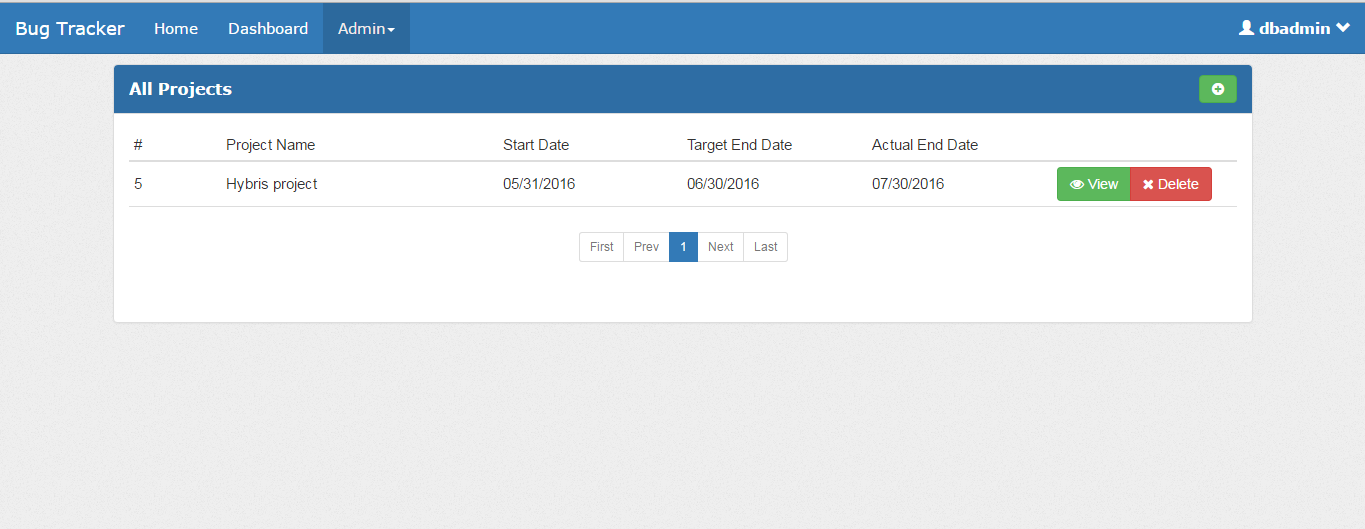 Bug Tracker Home Dashboard Admin dbadmin
All Projects
# Project Name Start Date Target End Date Actual End Date
5 Hybris project 05/31/2016 06/30/2016 07/30/2016 View Delete
First Prev 1 Next Last